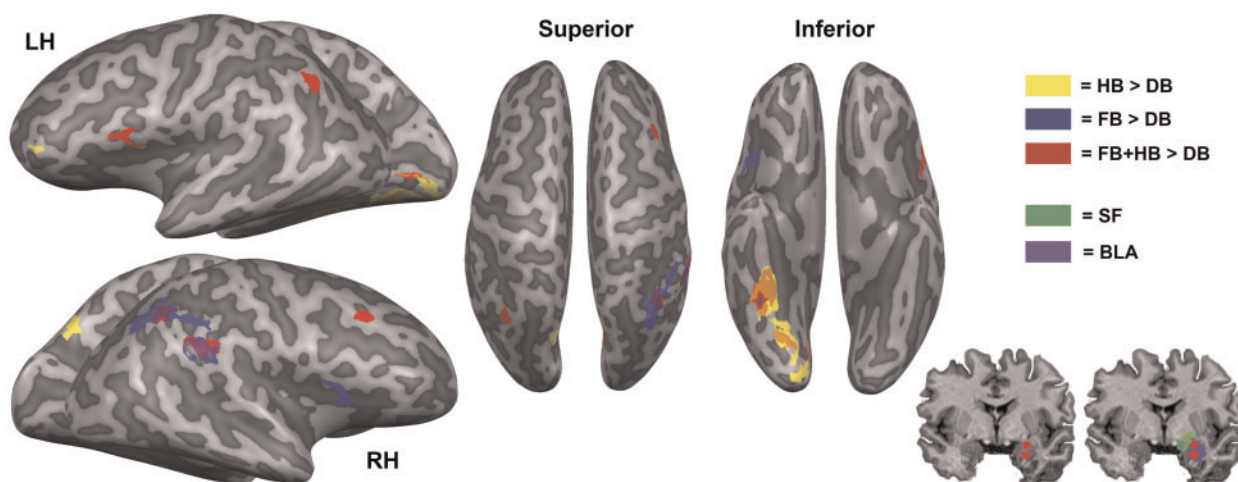 LH
Superior
Inferior
= HB > DB
= FB > DB
= FB+HB > DB
= SF
= BLA
RH